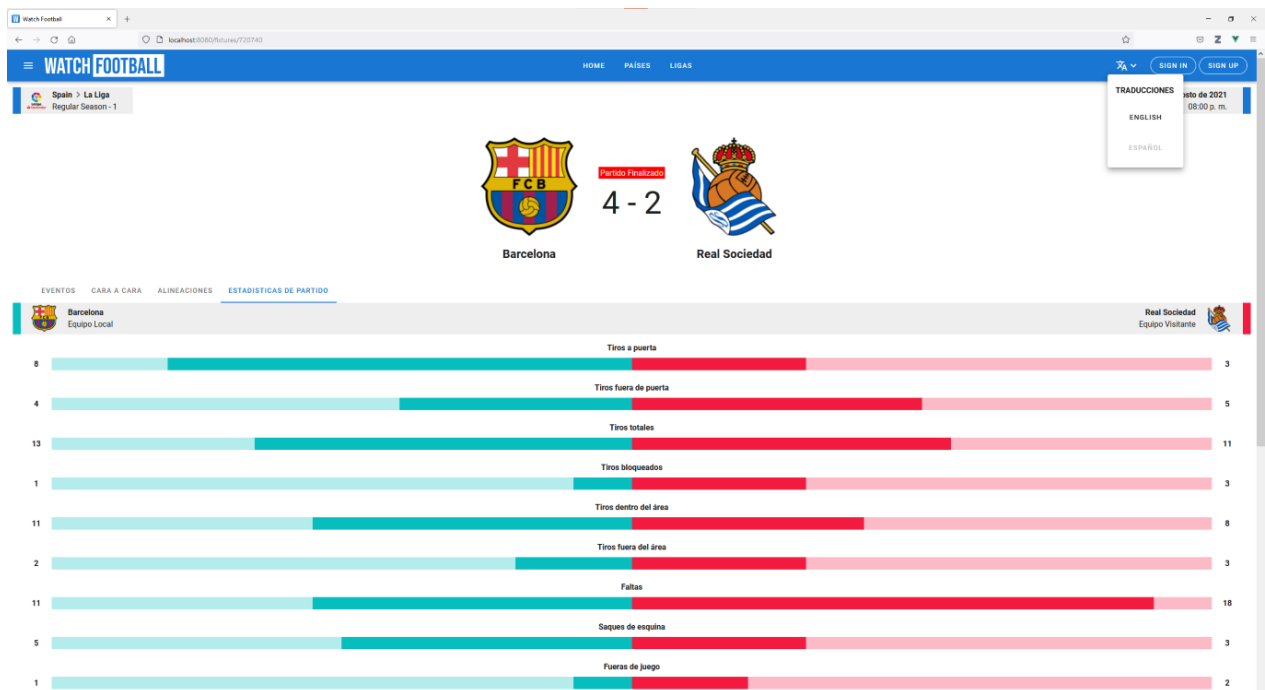 Watch Football
localhost:8080/fixtures/720740
WATCH FOOTBALL
HOME PAÍSES LIGAS
SIGN IN SIGN UP
TRADUCCIONES
ENGLISH
ESPAÑOL
Spain > La Liga
Regular Season - 1
osto de 2021
08:00 p. m.
FCB
Partido Finalizado
4 - 2
Barcelona
Real Sociedad
EVENTOS CARA A CARA ALINEACIONES ESTADISTICAS DE PARTIDO
Barcelona
Equipo Local
Real Sociedad
Equipo Visitante
Tiros a puerta
8 3
Tiros fuera de puerta
4 5
Tiros totales
13 11
Tiros bloqueados
1 3
Tiros dentro del área
11 8
Tiros fuera del área
2 3
Faltas
11 18
Saques de esquina
5 3
Fueras de juego
1 2